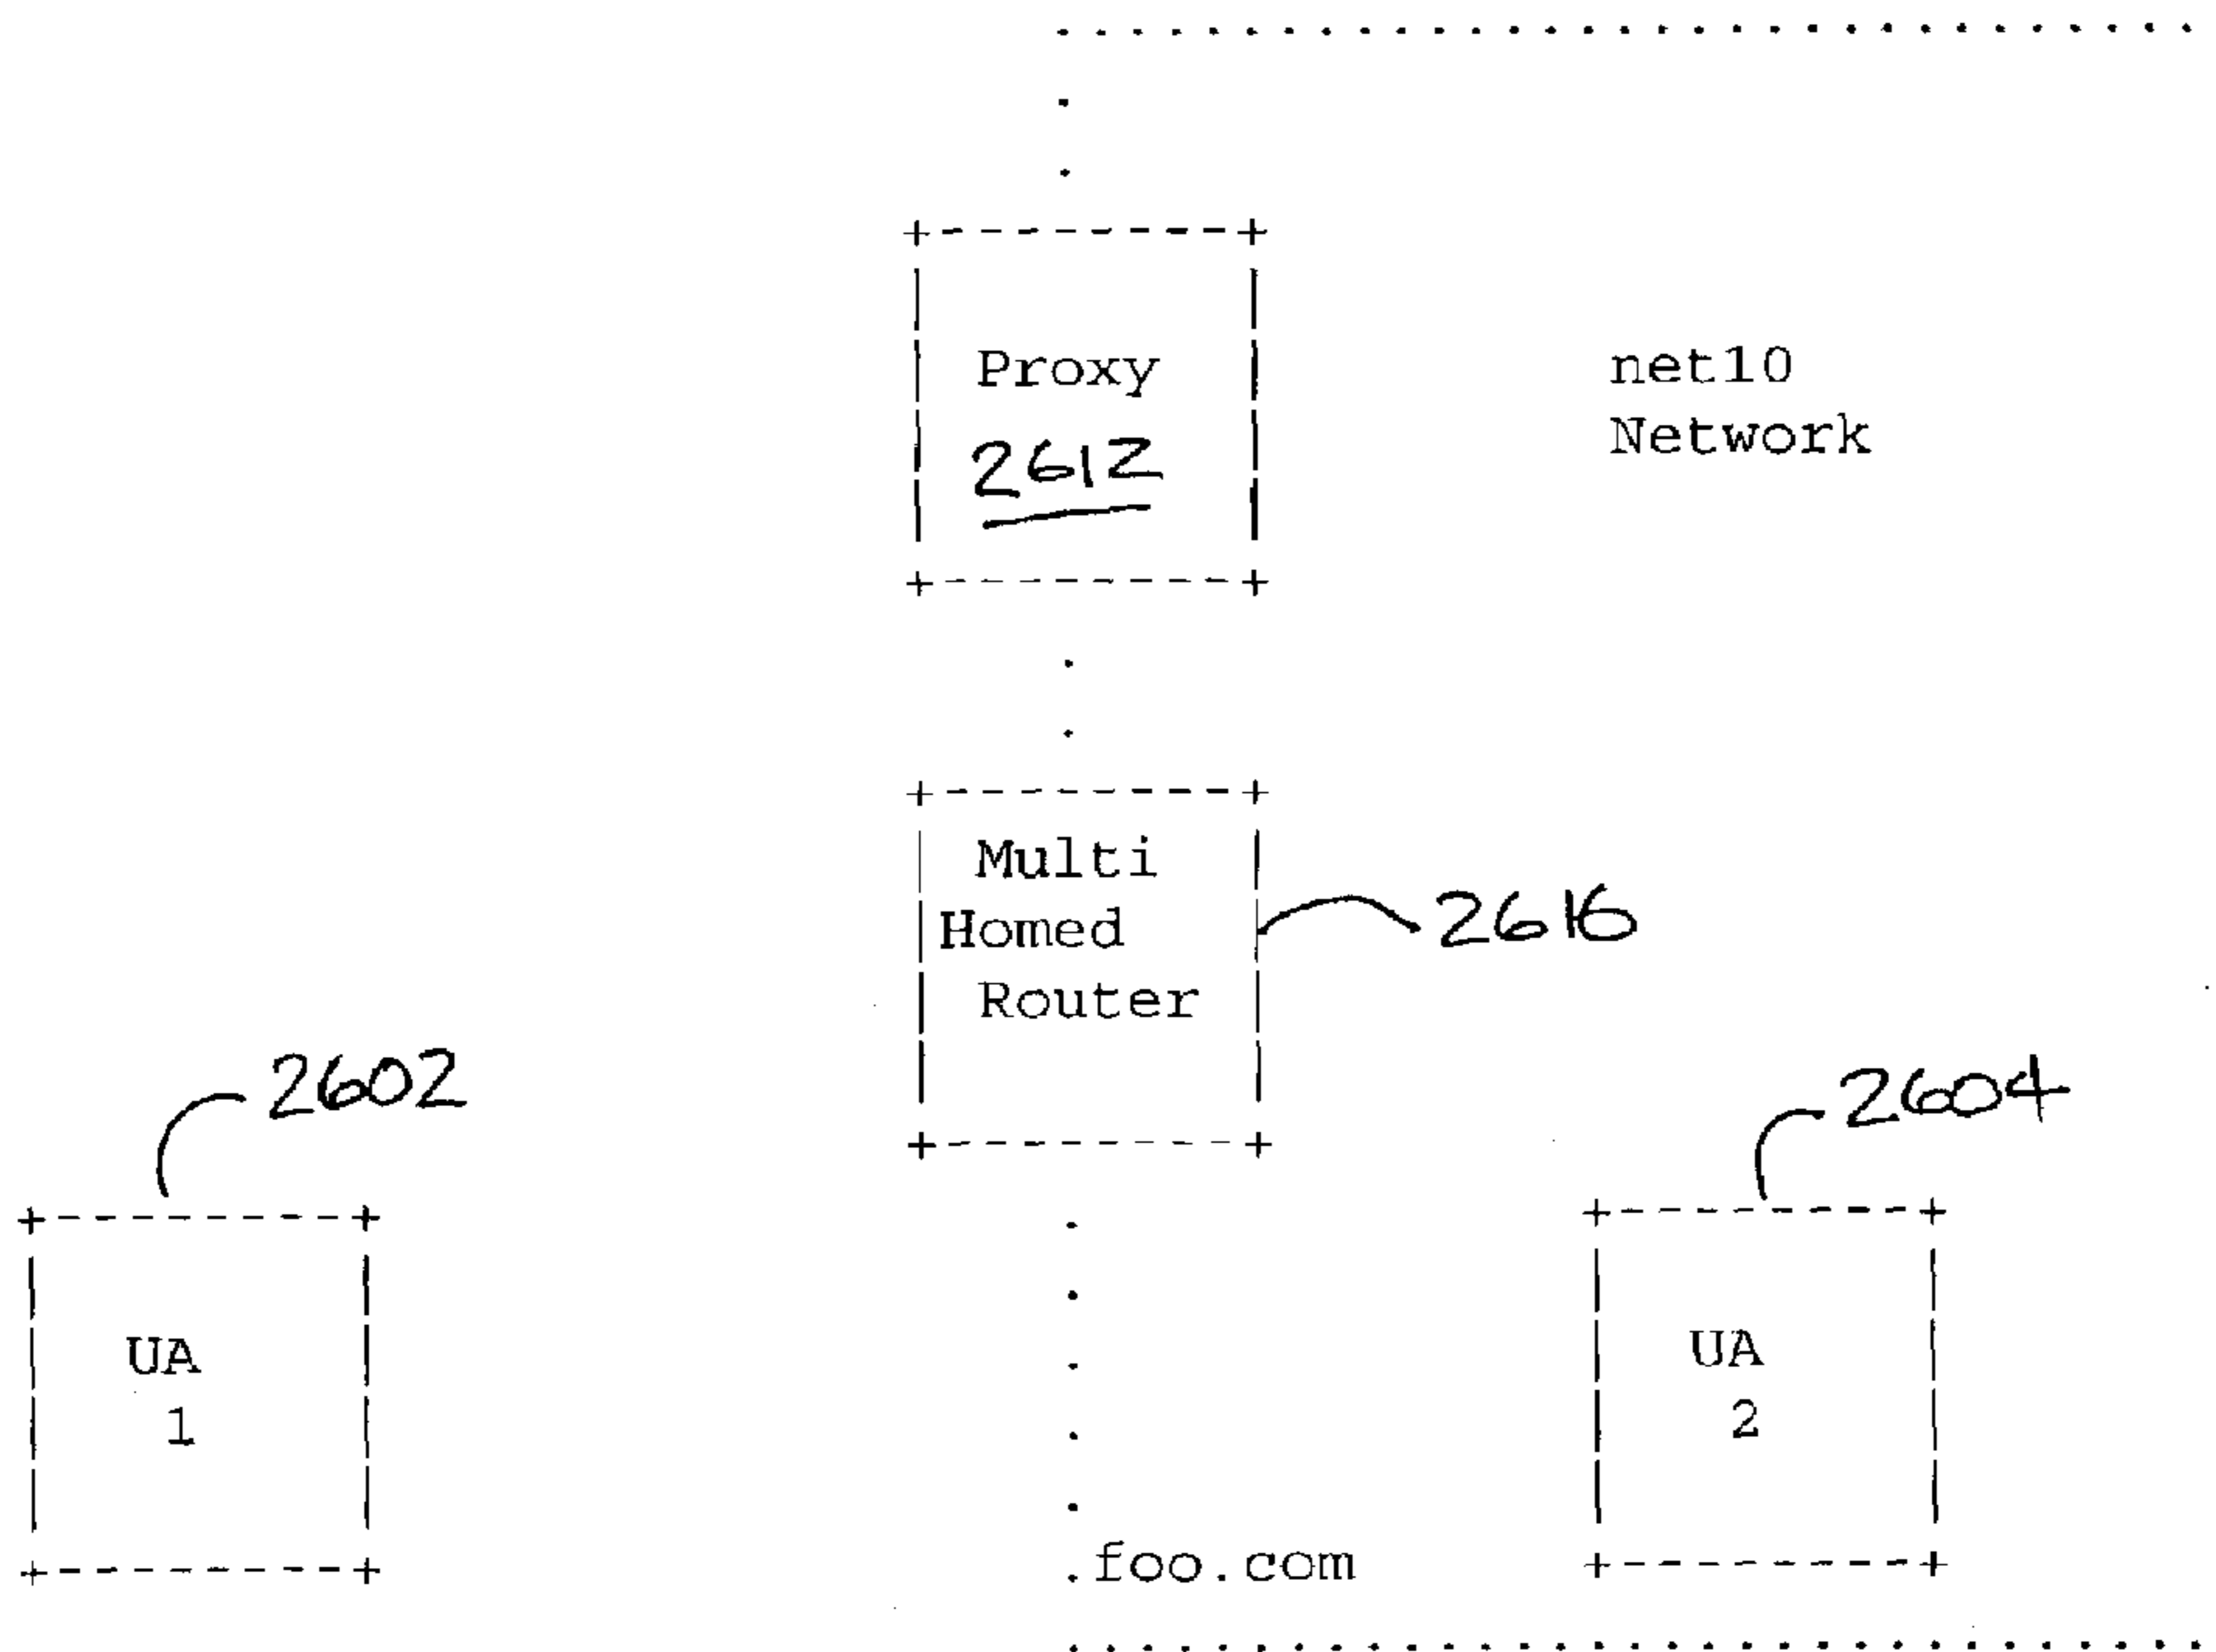 Proxy
2612
net10
Network
Multi
Homed
Router
2616
2602
2604
UA
1
UA
2
.foo.com